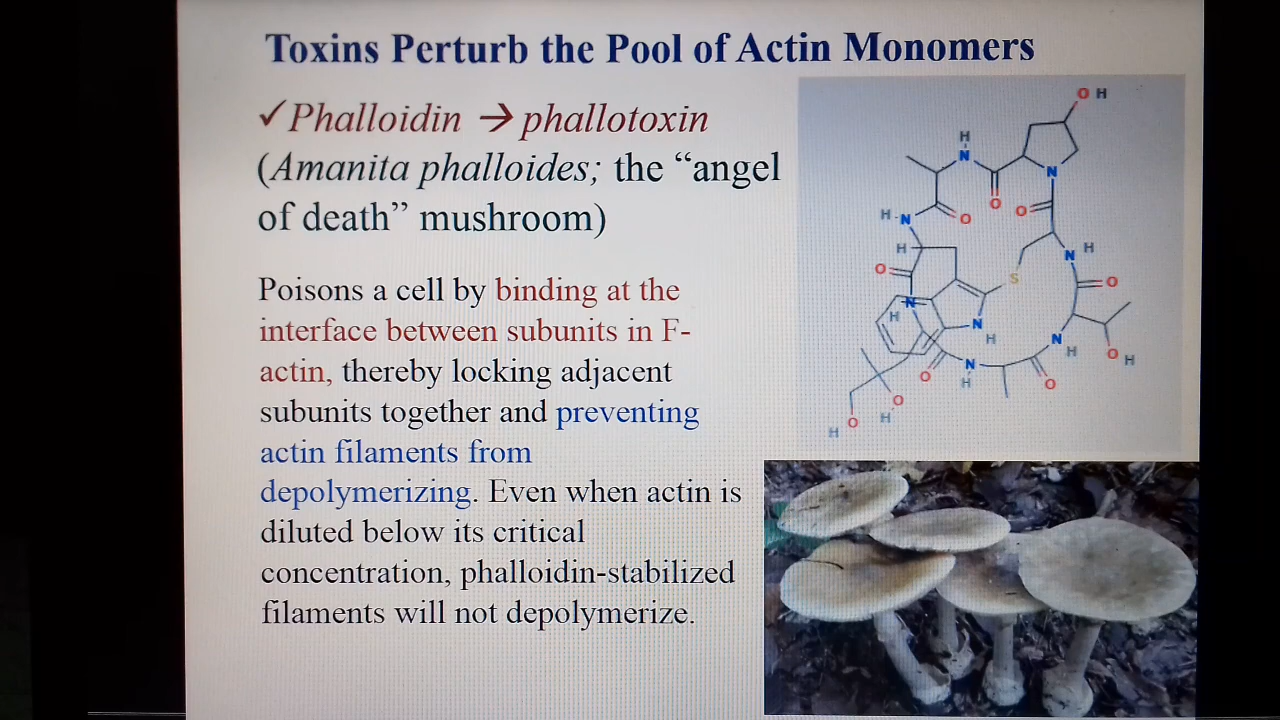 Toxins Perturb the Pool of Actin Monomers
✓Phalloidin → phallotoxin
(Amanita phalloides; the “angel
of death” mushroom)
Poisons a cell by binding at the
interface between subunits in F-
actin, thereby locking adjacent
subunits together and preventing
actin filaments from
depolymerizing. Even when actin is
diluted below its critical
concentration, phalloidin-stabilized
filaments will not depolymerize.
O H
H
N
N
O
O
O
H-N
H
N H
O
S
O
N
H
N
H
N
H
O H
O
N
H
O
O
H
O
H